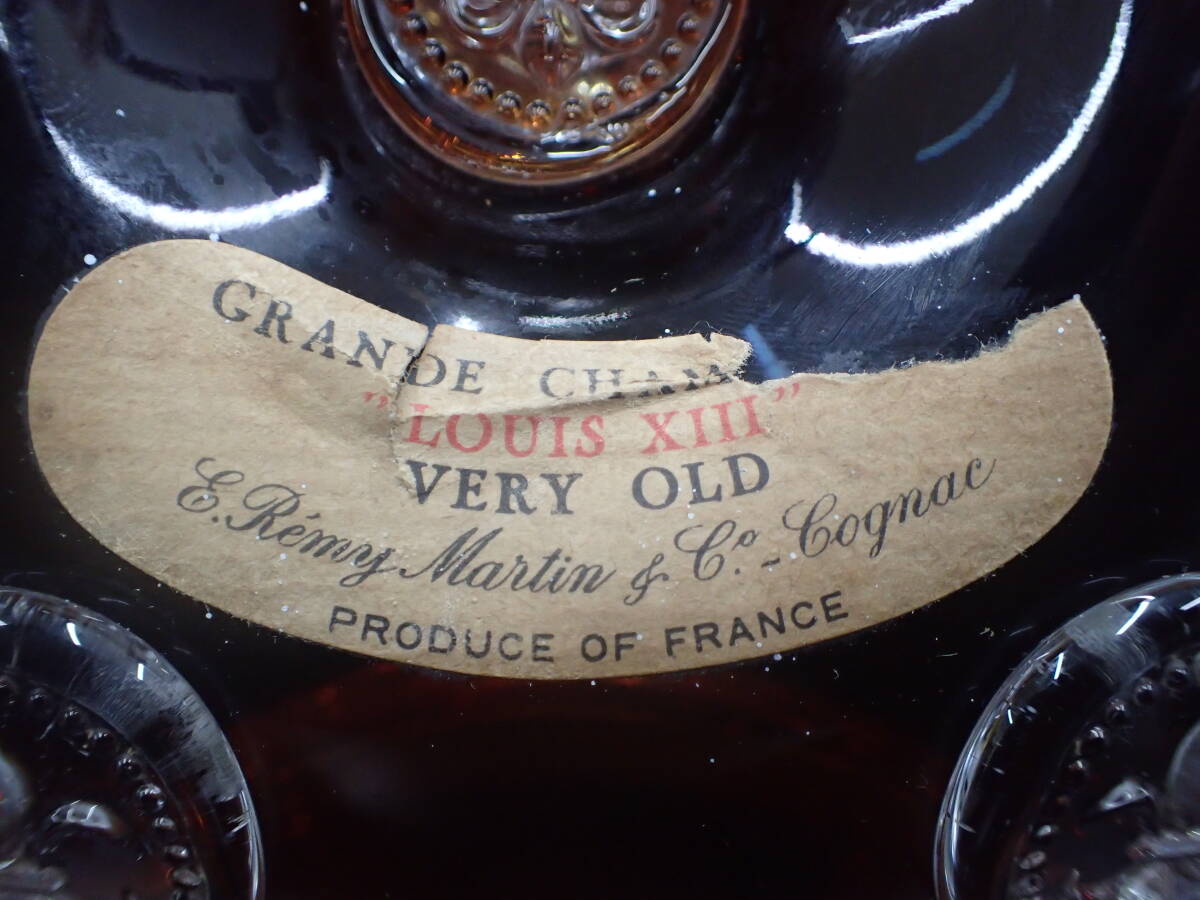 GRANDE CHAM
"LOUIS XIII"
VERY OLD
E. Rémy Martin & Cº. - Cognac
PRODUCE OF FRANCE